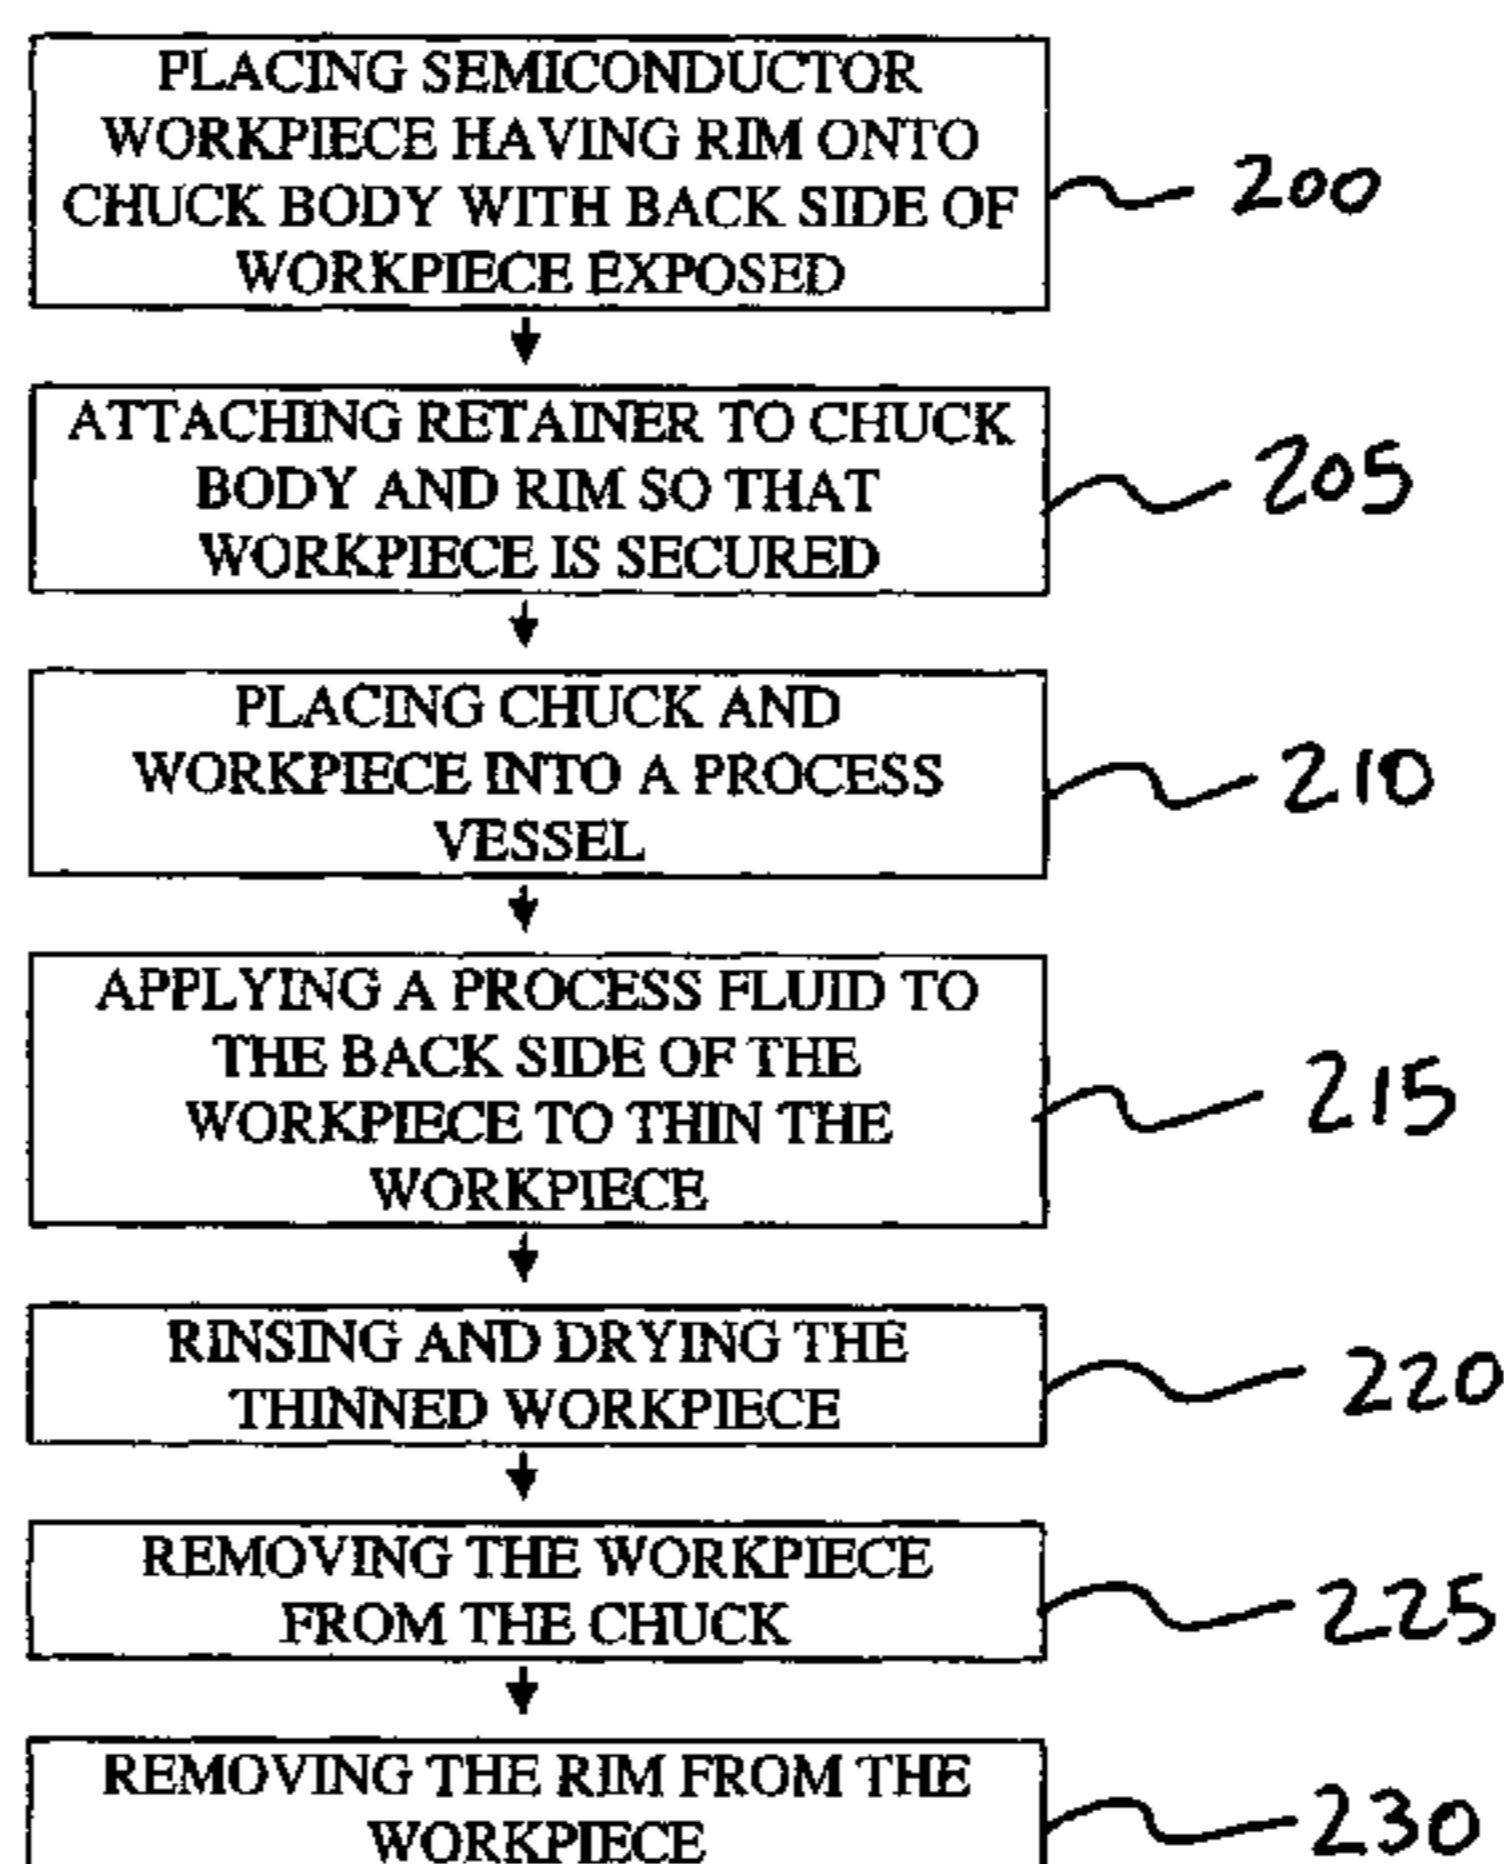 PLACING SEMICONDUCTOR
WORKPIECE HAVING RIM ONTO
CHUCK BODY WITH BACK SIDE OF
WORKPIECE EXPOSED
200
ATTACHING RETAINER TO CHUCK
BODY AND RIM SO THAT
WORKPIECE IS SECURED
205
PLACING CHUCK AND
WORKPIECE INTO A PROCESS
VESSEL
210
APPLYING A PROCESS FLUID TO
THE BACK SIDE OF THE
WORKPIECE TO THIN THE
WORKPIECE
215
RINSING AND DRYING THE
THINNED WORKPIECE
220
REMOVING THE WORKPIECE
FROM THE CHUCK
225
REMOVING THE RIM FROM THE
WORKPIECE
230